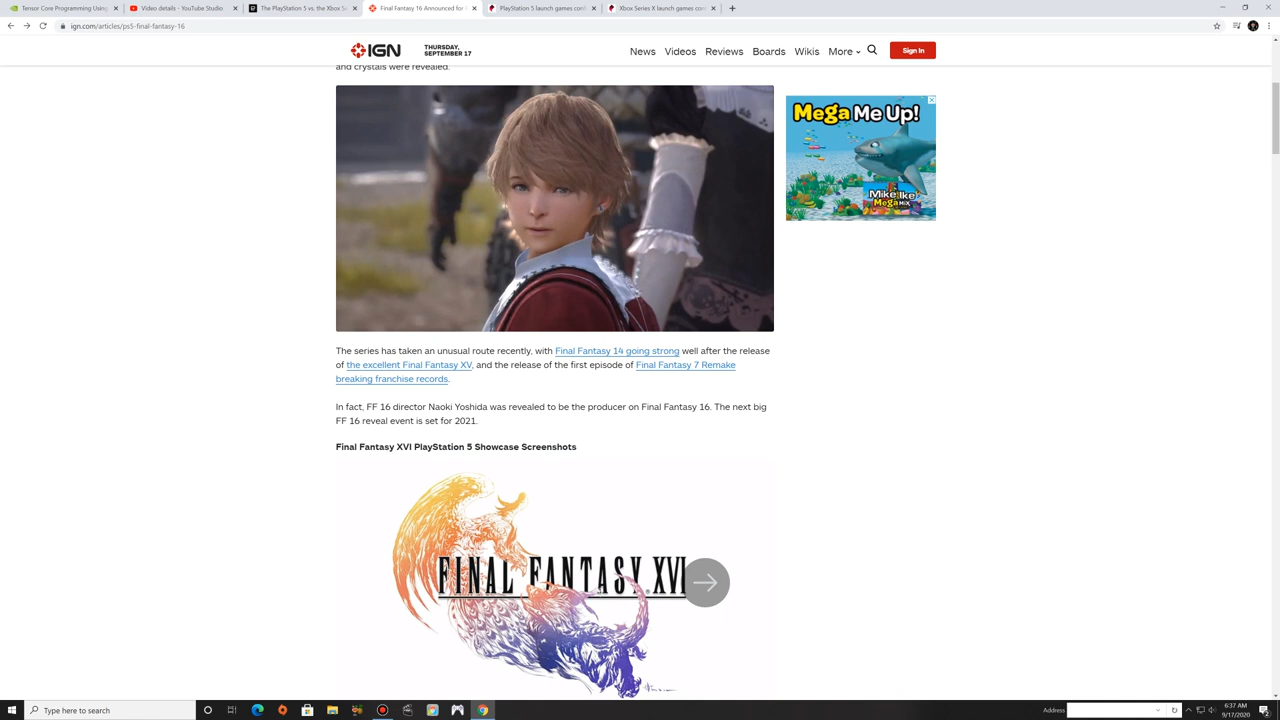 Tensor Core Programming Using
Video details - YouTube Studio
The PlayStation 5 vs. the Xbox Se
Final Fantasy 16 Announced for
PlayStation 5 launch games conf
Xbox Series X launch games con
ign.com/articles/ps5-final-fantasy-16
IGN
THURSDAY,
SEPTEMBER 17
News Videos Reviews Boards Wikis More
Sign In
and crystals were revealed.
Mega Me Up!
Mike and Ike
Mega Mix
The series has taken an unusual route recently, with Final Fantasy 14 going strong well after the release
of the excellent Final Fantasy XV, and the release of the first episode of Final Fantasy 7 Remake
breaking franchise records.
In fact, FF 16 director Naoki Yoshida was revealed to be the producer on Final Fantasy 16. The next big
FF 16 reveal event is set for 2021.
Final Fantasy XVI PlayStation 5 Showcase Screenshots
FINAL FANTASY XVI
Type here to search
Address
6:37 AM
9/17/2020